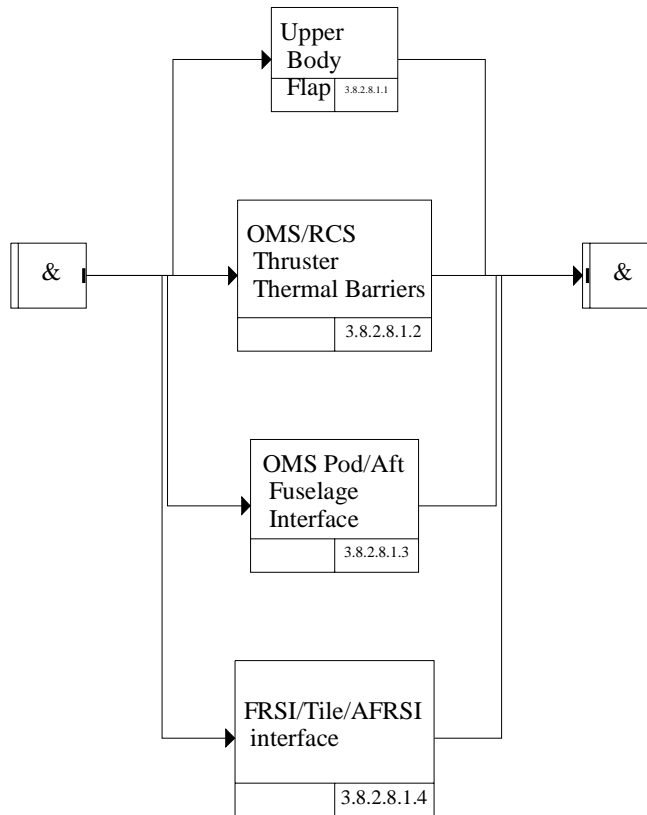 Upper
Body
Flap
3.8.2.8.1.1
&
OMS/RCS
Thruster
Thermal Barriers
3.8.2.8.1.2
&
OMS Pod/Aft
Fuselage
Interface
3.8.2.8.1.3
FRSI/Tile/AFRSI
interface
3.8.2.8.1.4